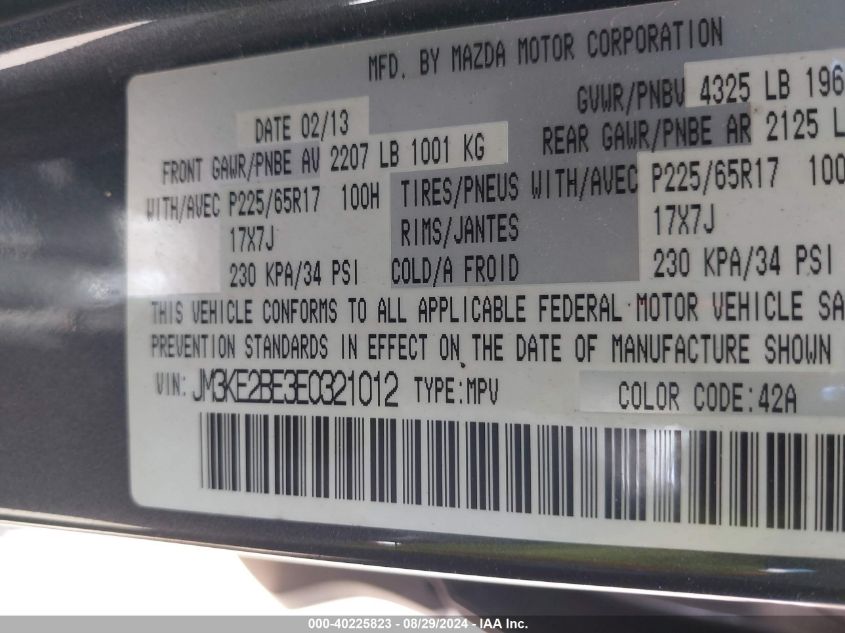 MFD. BY MAZDA MOTOR CORPORATION
DATE 02/13 GVWR/PNBV 4325 LB 196
FRONT GAWR/PNBE AV 2207 LB 1001 KG REAR GAWR/PNBE AR 2125 L
WITH/AVEC P225/65R17 100H TIRES/PNEUS WITH/AVEC P225/65R17 100
17X7J RIMS/JANTES 17X7J
230 KPA/34 PSI COLD/A FROID 230 KPA/34 PSI
THIS VEHICLE CONFORMS TO ALL APPLICABLE FEDERAL MOTOR VEHICLE SA
PREVENTION STANDARDS IN EFFECT ON THE DATE OF MANUFACTURE SHOWN
VIN: JM3KE2BE3E0321012 TYPE:MPV COLOR CODE:42A
000-40225823 - 08/29/2024 - IAA Inc.